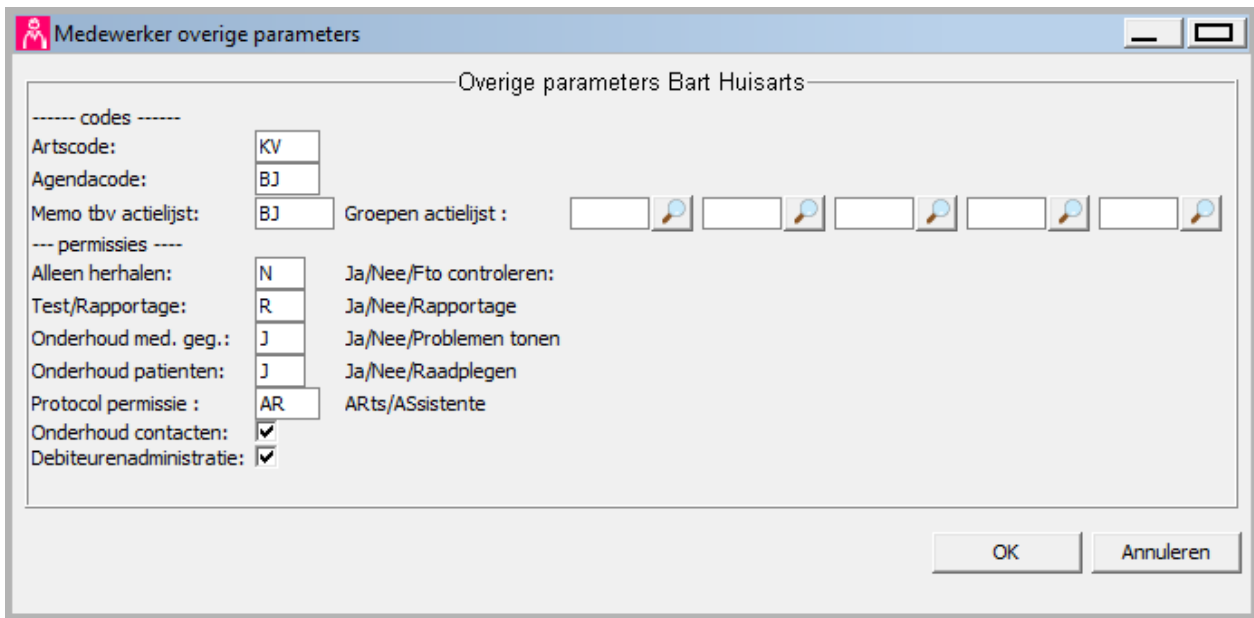 Medewerker overige parameters
Overige parameters Bart Huisarts
------ codes ------
Artscode: KV
Agendacode: BJ
Memo tbv actielijst: BJ Groepen actielijst :
--- permissies ----
Alleen herhalen: N Ja/Nee/Fto controleren:
Test/Rapportage: R Ja/Nee/Rapportage
Onderhoud med. geg.: J Ja/Nee/Problemen tonen
Onderhoud patienten: J Ja/Nee/Raadplegen
Protocol permissie : AR ARts/ASsistente
Onderhoud contacten:
Debiteurenadministratie:
OK Annuleren